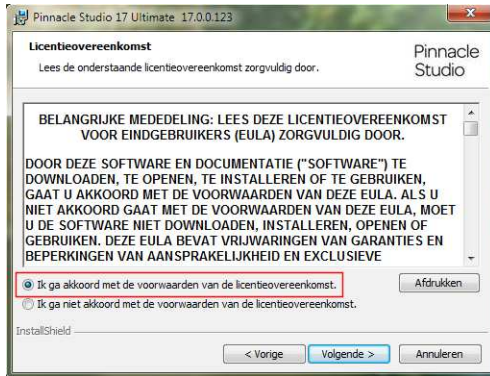 Pinnacle Studio 17 Ultimate 17.0.0.123
Licentieovereenkomst
Lees de onderstaande licentieovereenkomst zorgvuldig door.
Pinnacle
Studio
BELANGRIJKE MEDEDELING: LEES DEZE LICENTIEOVEREENKOMST
VOOR EINDGEBRUIKERS (EULA) ZORGVULDIG DOOR.
DOOR DEZE SOFTWARE EN DOCUMENTATIE ("SOFTWARE") TE
DOWNLOADEN, TE OPENEN, TE INSTALLEREN OF TE GEBRUIKEN,
GAAT U AKKOORD MET DE VOORWAARDEN VAN DEZE EULA. ALS U
NIET AKKOORD GAAT MET DE VOORWAARDEN VAN DEZE EULA, MOET
U DE SOFTWARE NIET DOWNLOADEN, INSTALLEREN, OPENEN OF
GEBRUIKEN. DEZE EULA BEVAT VRIJWARINGEN VAN GARANTIES EN
BEPERKINGEN VAN AANSPRAKELIJKHEID EN EXCLUSIEVE
Ik ga akkoord met de voorwaarden van de licentieovereenkomst.
Afdrukken
Ik ga niet akkoord met de voorwaarden van de licentieovereenkomst.
InstallShield
< Vorige
Volgende >
Annuleren